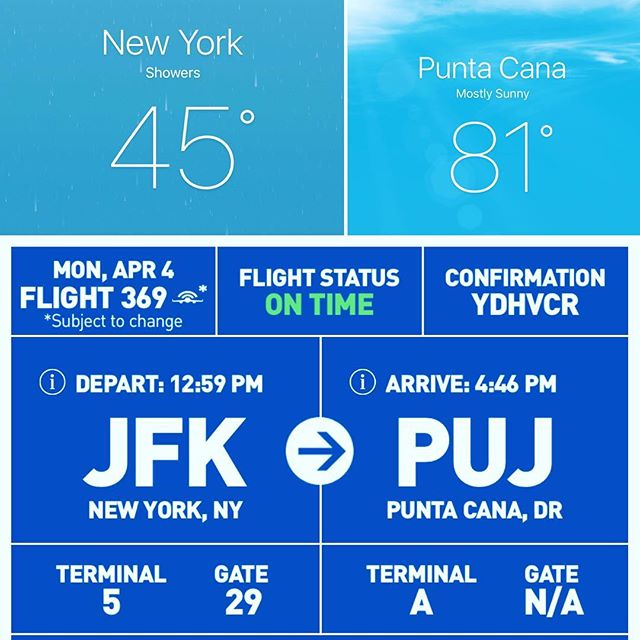 New York
Showers
45°
Punta Cana
Mostly Sunny
81°
MON, APR 4
FLIGHT 369 *
*Subject to change
FLIGHT STATUS
ON TIME
CONFIRMATION
YDHVCR
i DEPART: 12:59 PM
JFK
NEW YORK, NY
i ARRIVE: 4:46 PM
PUJ
PUNTA CANA, DR
TERMINAL GATE
5 29
TERMINAL GATE
A N/A